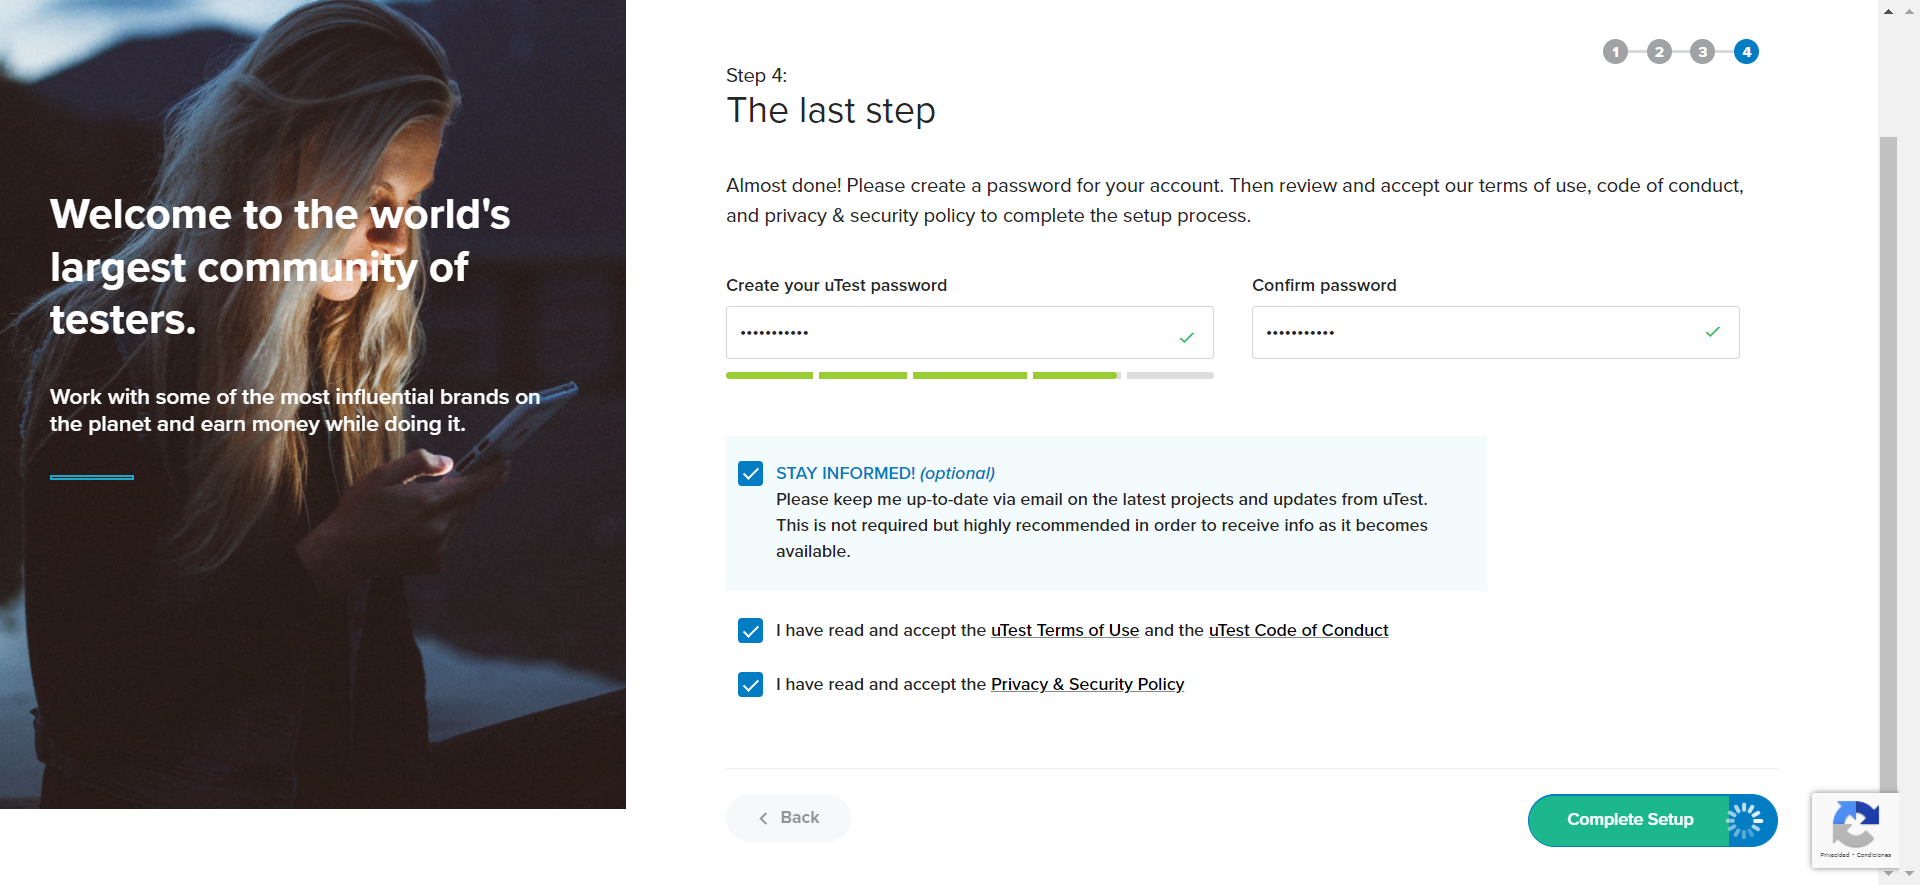 Welcome to the world's
largest community of
testers.
Work with some of the most influential brands on
the planet and earn money while doing it.
1 2 3 4
Step 4:
The last step
Almost done! Please create a password for your account. Then review and accept our terms of use, code of conduct,
and privacy & security policy to complete the setup process.
Create your uTest password
Confirm password
•••••••••••
•••••••••••
STAY INFORMED! (optional)
Please keep me up-to-date via email on the latest projects and updates from uTest.
This is not required but highly recommended in order to receive info as it becomes
available.
I have read and accept the uTest Terms of Use and the uTest Code of Conduct
I have read and accept the Privacy & Security Policy
Back
Complete Setup
Privacidad - Condiciones